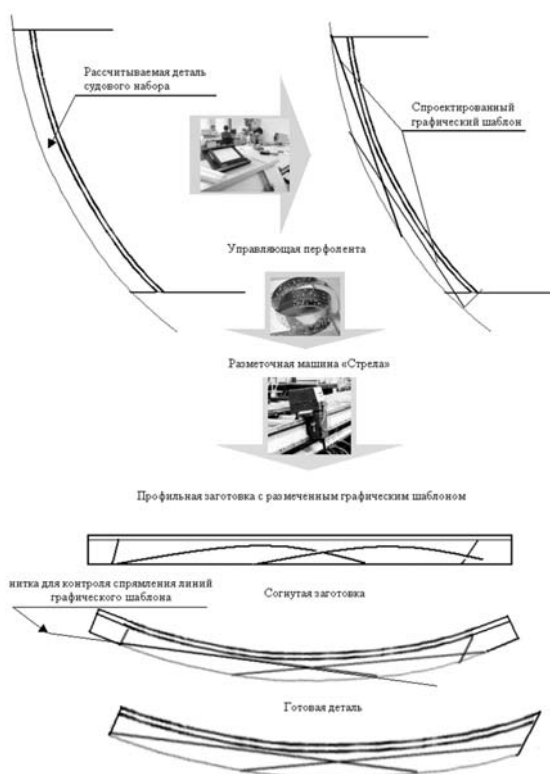 Рассчитываемая деталь
судового набора
Спроектированный
графический шаблон
Управляющая перфолента
Разметочная машина «Стрела»
Профильная заготовка с размеченным графическим шаблоном
нитка для контроля спрямления линий
графического шаблона
Согнутая заготовка
Готовая деталь